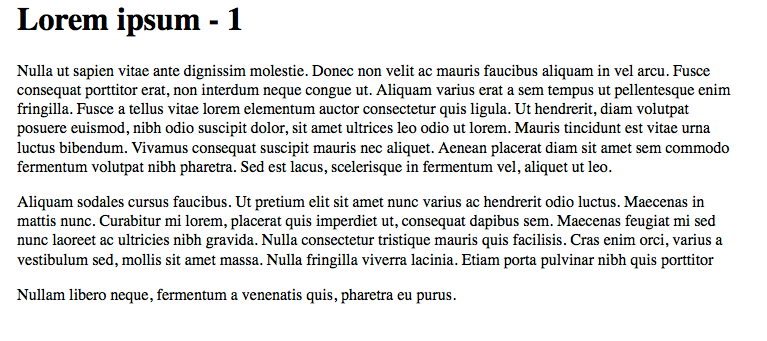 Lorem ipsum - 1
Nulla ut sapien vitae ante dignissim molestie. Donec non velit ac mauris faucibus aliquam in vel arcu. Fusce
consequat porttitor erat, non interdum neque congue ut. Aliquam varius erat a sem tempus ut pellentesque enim
fringilla. Fusce a tellus vitae lorem elementum auctor consectetur quis ligula. Ut hendrerit, diam volutpat
posuere euismod, nibh odio suscipit dolor, sit amet ultrices leo odio ut lorem. Mauris tincidunt est vitae urna
luctus bibendum. Vivamus consequat suscipit mauris nec aliquet. Aenean placerat diam sit amet sem commodo
fermentum volutpat nibh pharetra. Sed est lacus, scelerisque in fermentum vel, aliquet ut leo.
Aliquam sodales cursus faucibus. Ut pretium elit sit amet nunc varius ac hendrerit odio luctus. Maecenas in
mattis nunc. Curabitur mi lorem, placerat quis imperdiet ut, consequat dapibus sem. Maecenas feugiat mi sed
nunc laoreet ac ultricies nibh gravida. Nulla consectetur tristique mauris quis facilisis. Cras enim orci, varius a
vestibulum sed, mollis sit amet massa. Nulla fringilla viverra lacinia. Etiam porta pulvinar nibh quis porttitor
Nullam libero neque, fermentum a venenatis quis, pharetra eu purus.